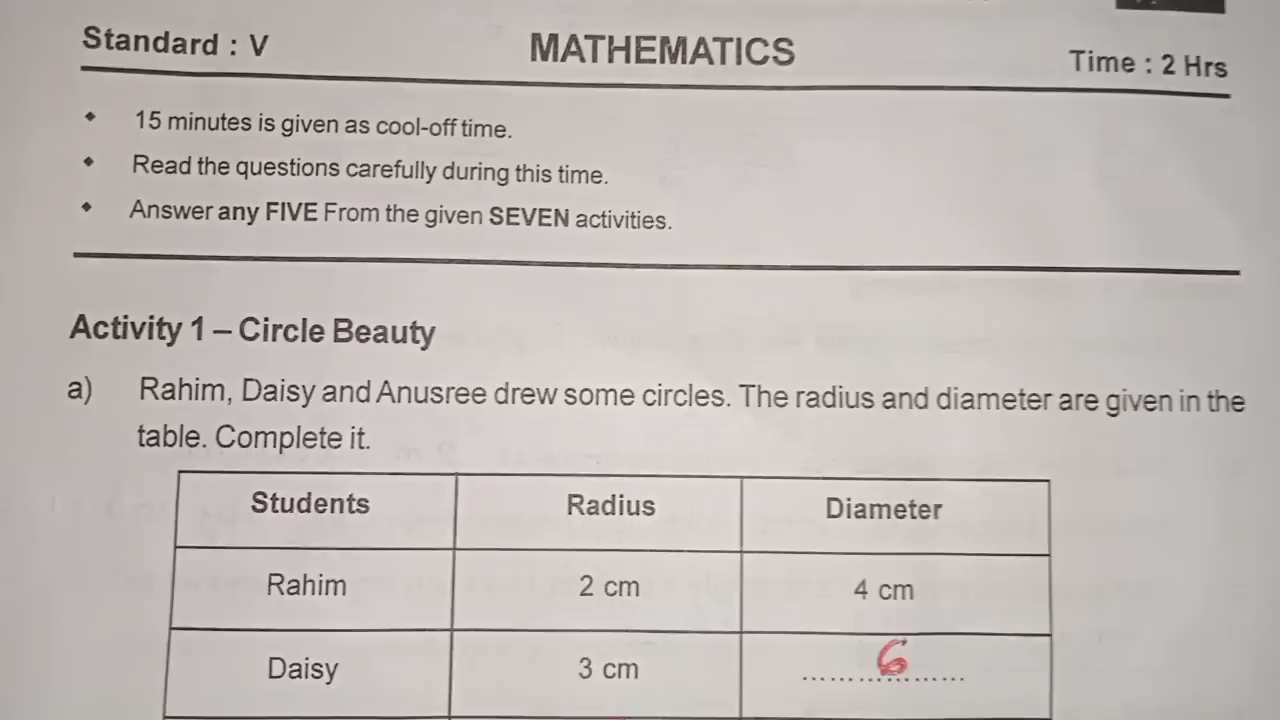 Standard : V
MATHEMATICS
Time : 2 Hrs
15 minutes is given as cool-off time.
Read the questions carefully during this time.
Answer any FIVE From the given SEVEN activities.
Activity 1 – Circle Beauty
a) Rahim, Daisy and Anusree drew some circles. The radius and diameter are given in the
table. Complete it.
Students Radius Diameter
Rahim 2 cm 4 cm
Daisy 3 cm 6